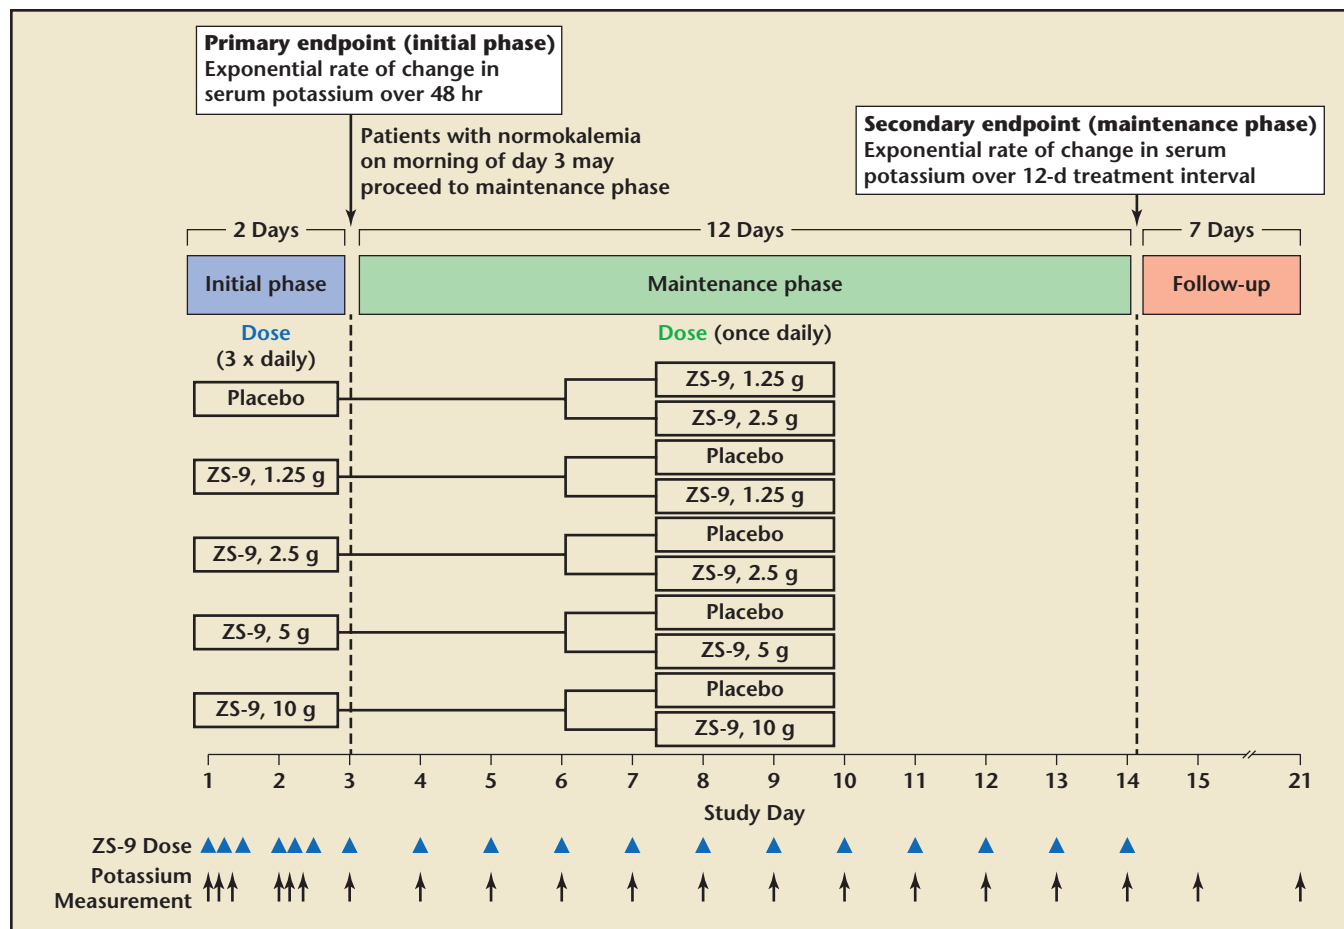 Primary endpoint (initial phase)
Exponential rate of change in
serum potassium over 48 hr
Patients with normokalemia
on morning of day 3 may
proceed to maintenance phase
Secondary endpoint (maintenance phase)
Exponential rate of change in serum
potassium over 12-d treatment interval
2 Days
12 Days
7 Days
Initial phase
Maintenance phase
Follow-up
Dose
(3 x daily)
Dose (once daily)
Placebo
ZS-9, 1.25 g
ZS-9, 2.5 g
ZS-9, 1.25 g
Placebo
ZS-9, 1.25 g
ZS-9, 2.5 g
Placebo
ZS-9, 2.5 g
ZS-9, 5 g
Placebo
ZS-9, 5 g
ZS-9, 10 g
Placebo
ZS-9, 10 g
1 2 3 4 5 6 7 8 9 10 11 12 13 14 15 21
Study Day
ZS-9 Dose
Potassium
Measurement